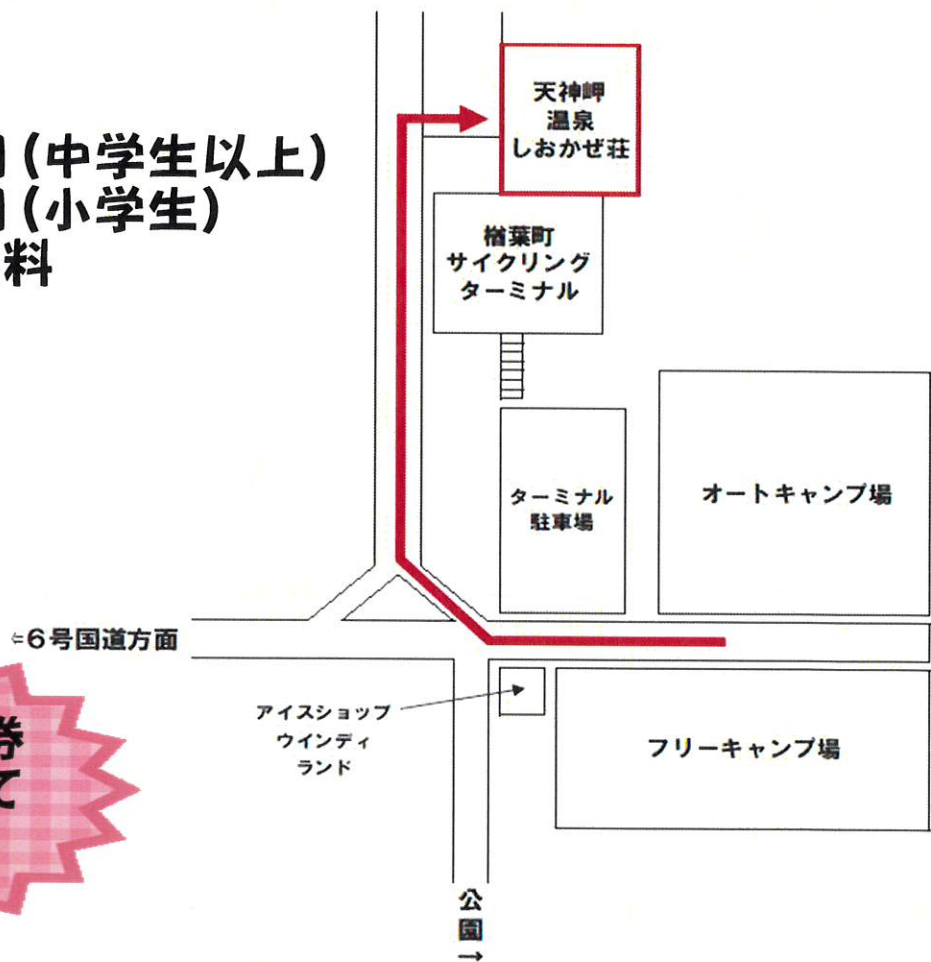 天神岬
温泉
しおかぜ荘
円(中学生以上)
円(小学生)
料
楢葉町
サイクリング
ターミナル
ターミナル
駐車場
オートキャンプ場
⇐6号国道方面
アイスショップ
ウインディ
ランド
フリーキャンプ場
券
て
公
園
→